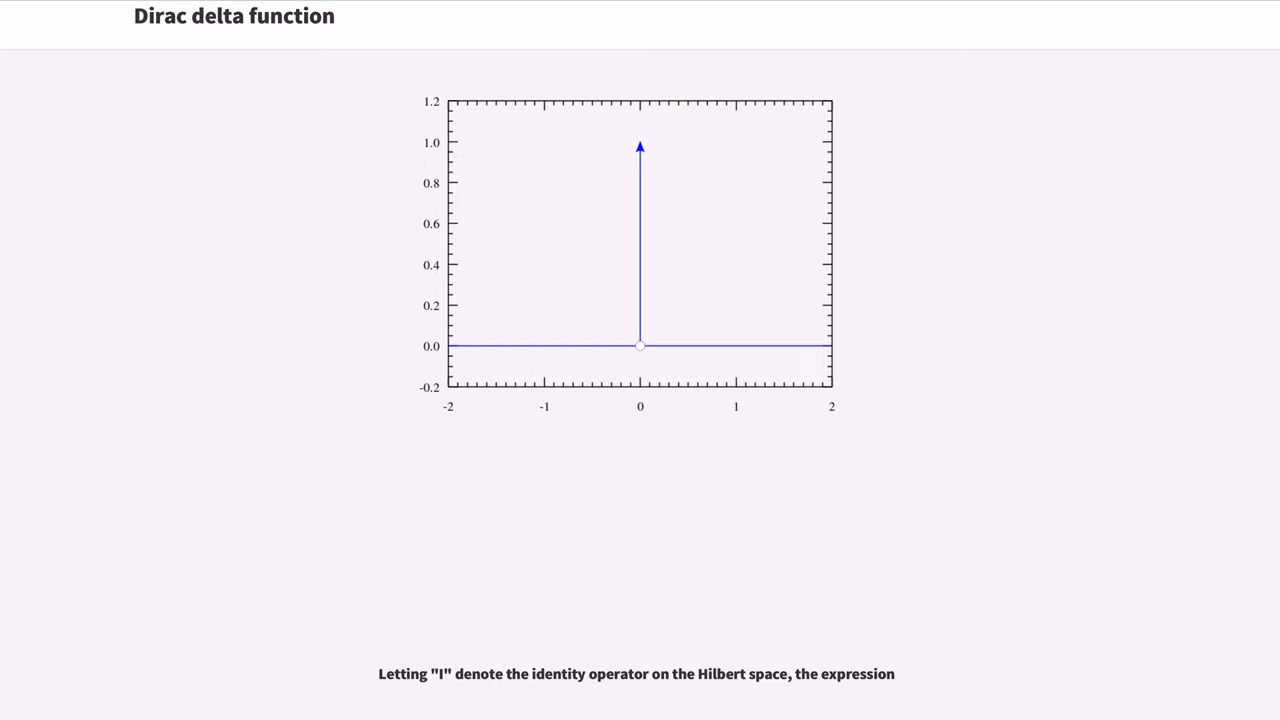 Dirac delta function
1.2
1.0
0.8
0.6
0.4
0.2
0.0
-0.2
-2 -1 0 1 2
Letting "I" denote the identity operator on the Hilbert space, the expression